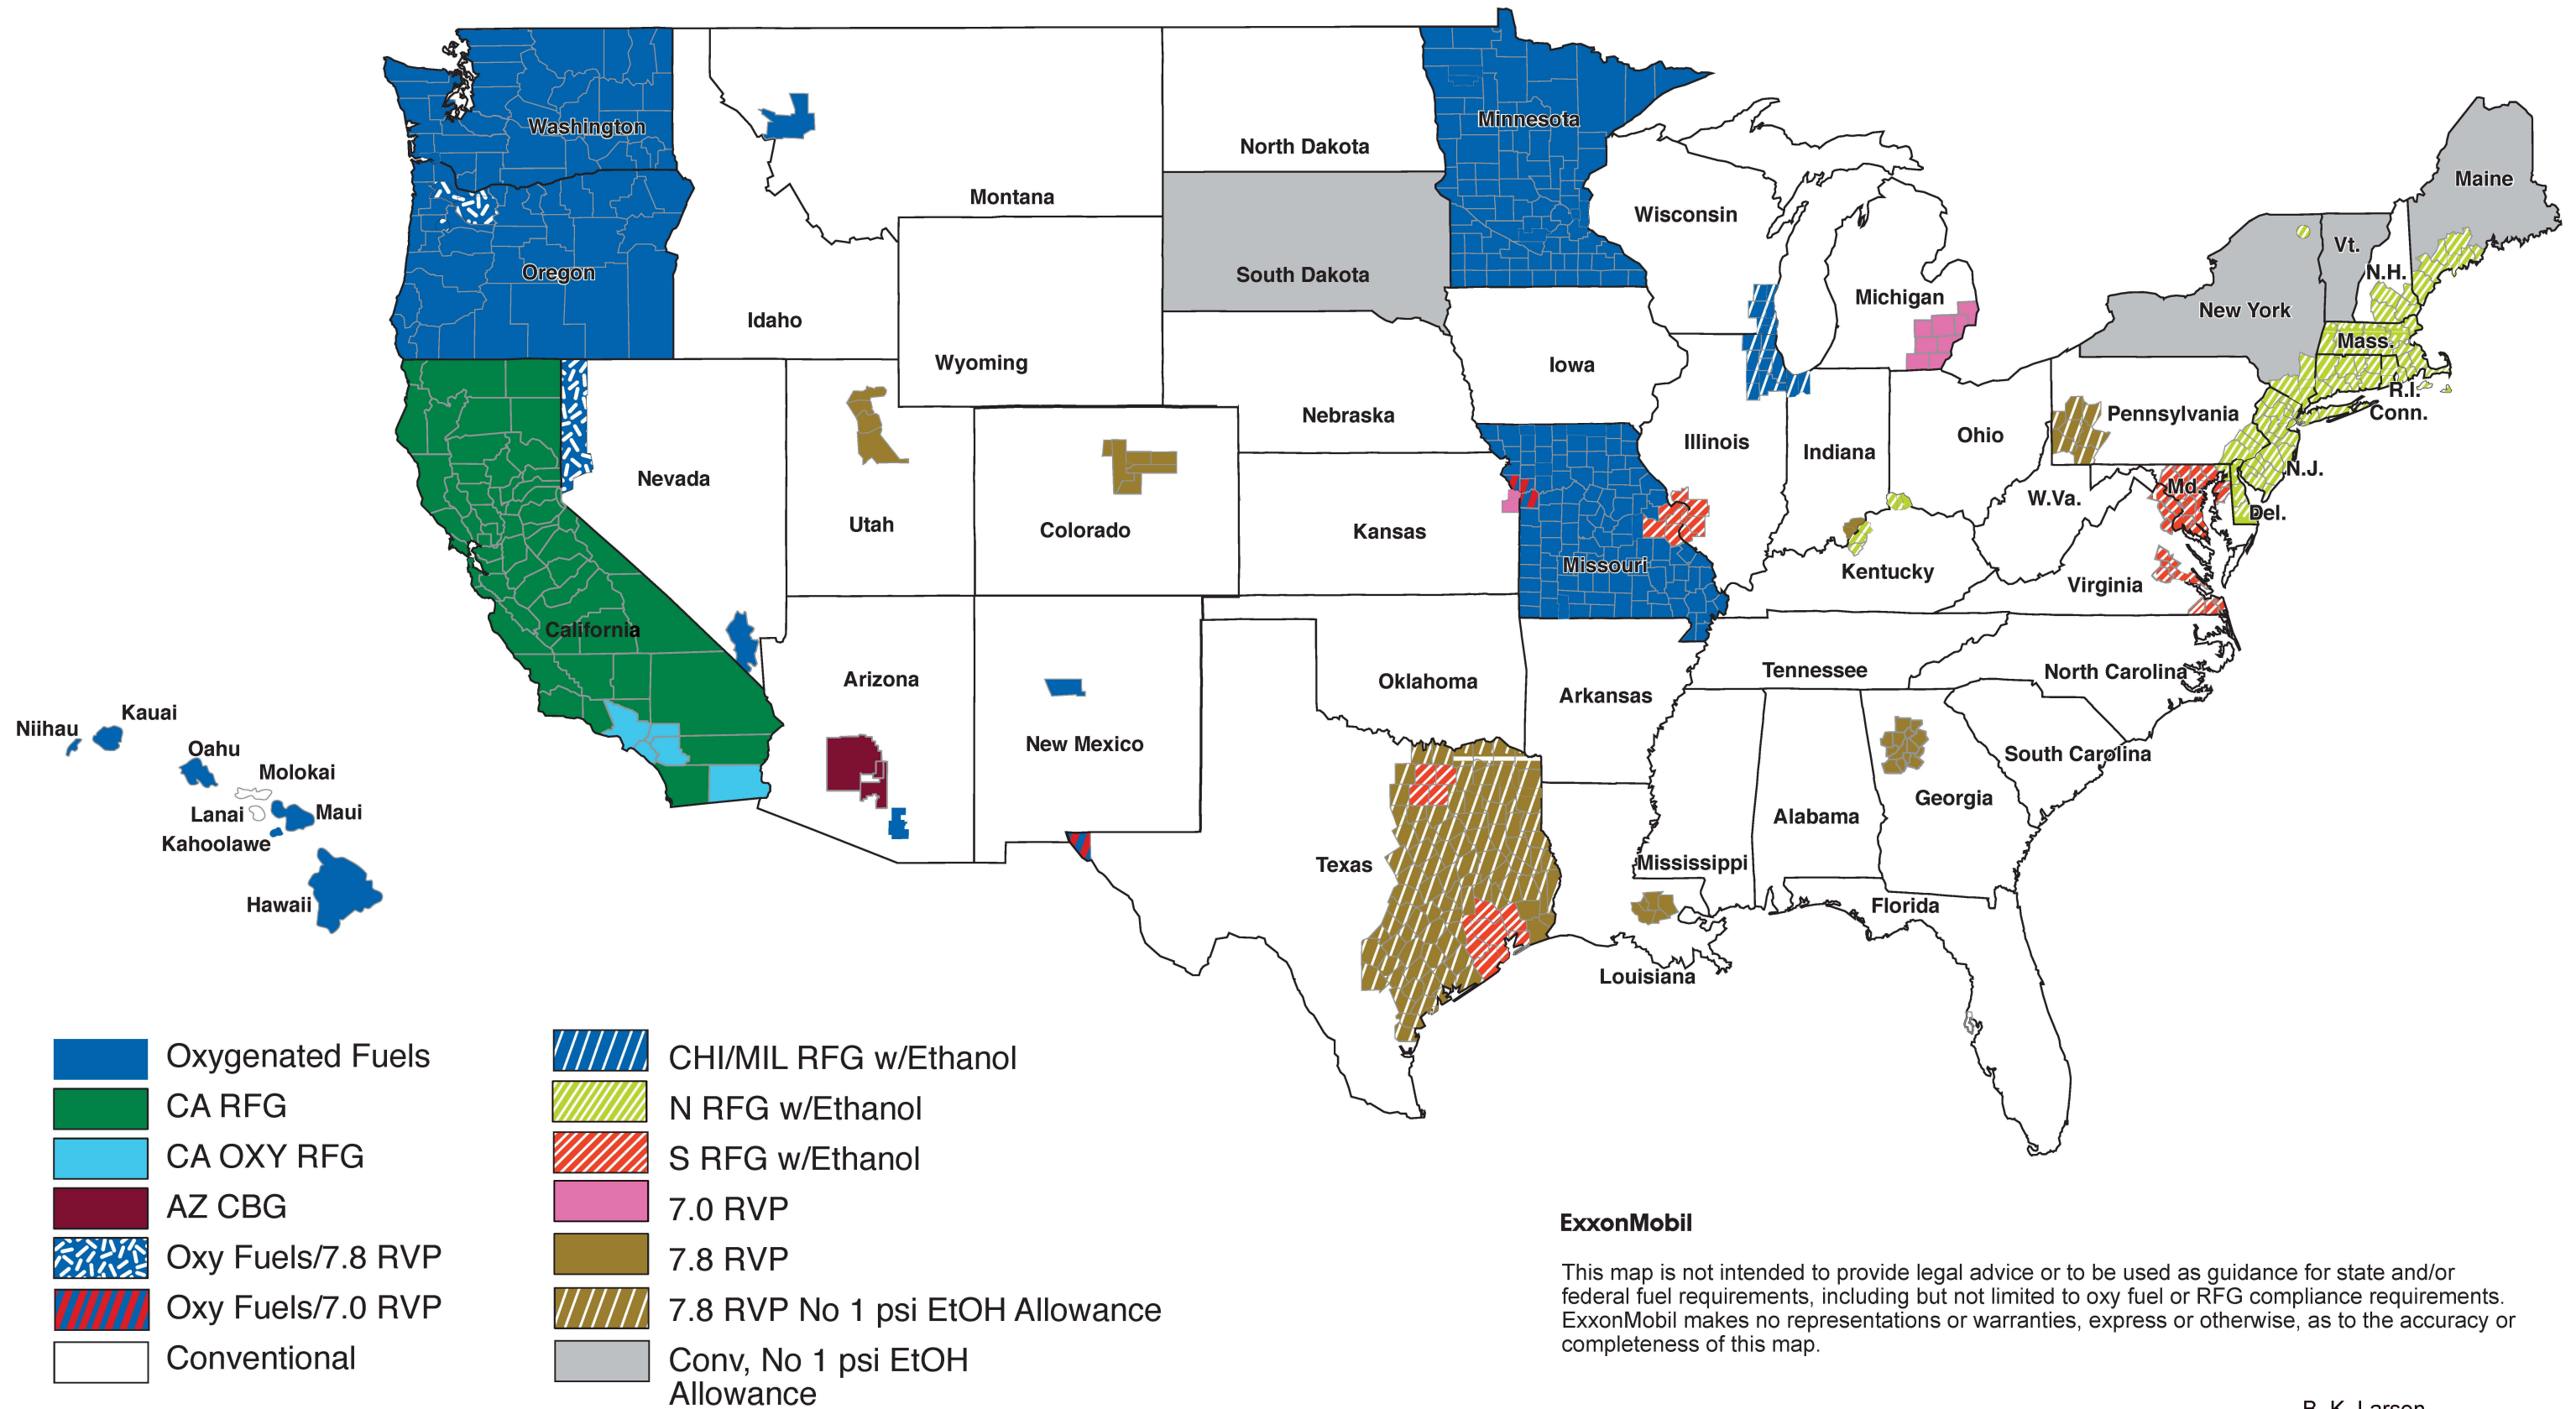 Washington
Oregon
California
Nevada
Idaho
Montana
Wyoming
Utah
Colorado
Arizona
New Mexico
North Dakota
South Dakota
Nebraska
Kansas
Oklahoma
Texas
Minnesota
Iowa
Missouri
Arkansas
Louisiana
Wisconsin
Illinois
Michigan
Indiana
Ohio
Kentucky
Tennessee
Mississippi
Alabama
Georgia
Florida
South Carolina
North Carolina
Virginia
W.Va.
Md.
Del.
Pennsylvania
N.J.
New York
Conn.
R.I.
Mass.
Vt.
N.H.
Maine
Niihau
Kauai
Oahu
Molokai
Lanai
Maui
Kahoolawe
Hawaii
Oxygenated Fuels
CA RFG
CA OXY RFG
AZ CBG
Oxy Fuels/7.8 RVP
Oxy Fuels/7.0 RVP
Conventional
CHI/MIL RFG w/Ethanol
N RFG w/Ethanol
S RFG w/Ethanol
7.0 RVP
7.8 RVP
7.8 RVP No 1 psi EtOH Allowance
Conv, No 1 psi EtOH
Allowance
ExxonMobil
This map is not intended to provide legal advice or to be used as guidance for state and/or
federal fuel requirements, including but not limited to oxy fuel or RFG compliance requirements.
ExxonMobil makes no representations or warranties, express or otherwise, as to the accuracy or
completeness of this map.
B. K. Larson